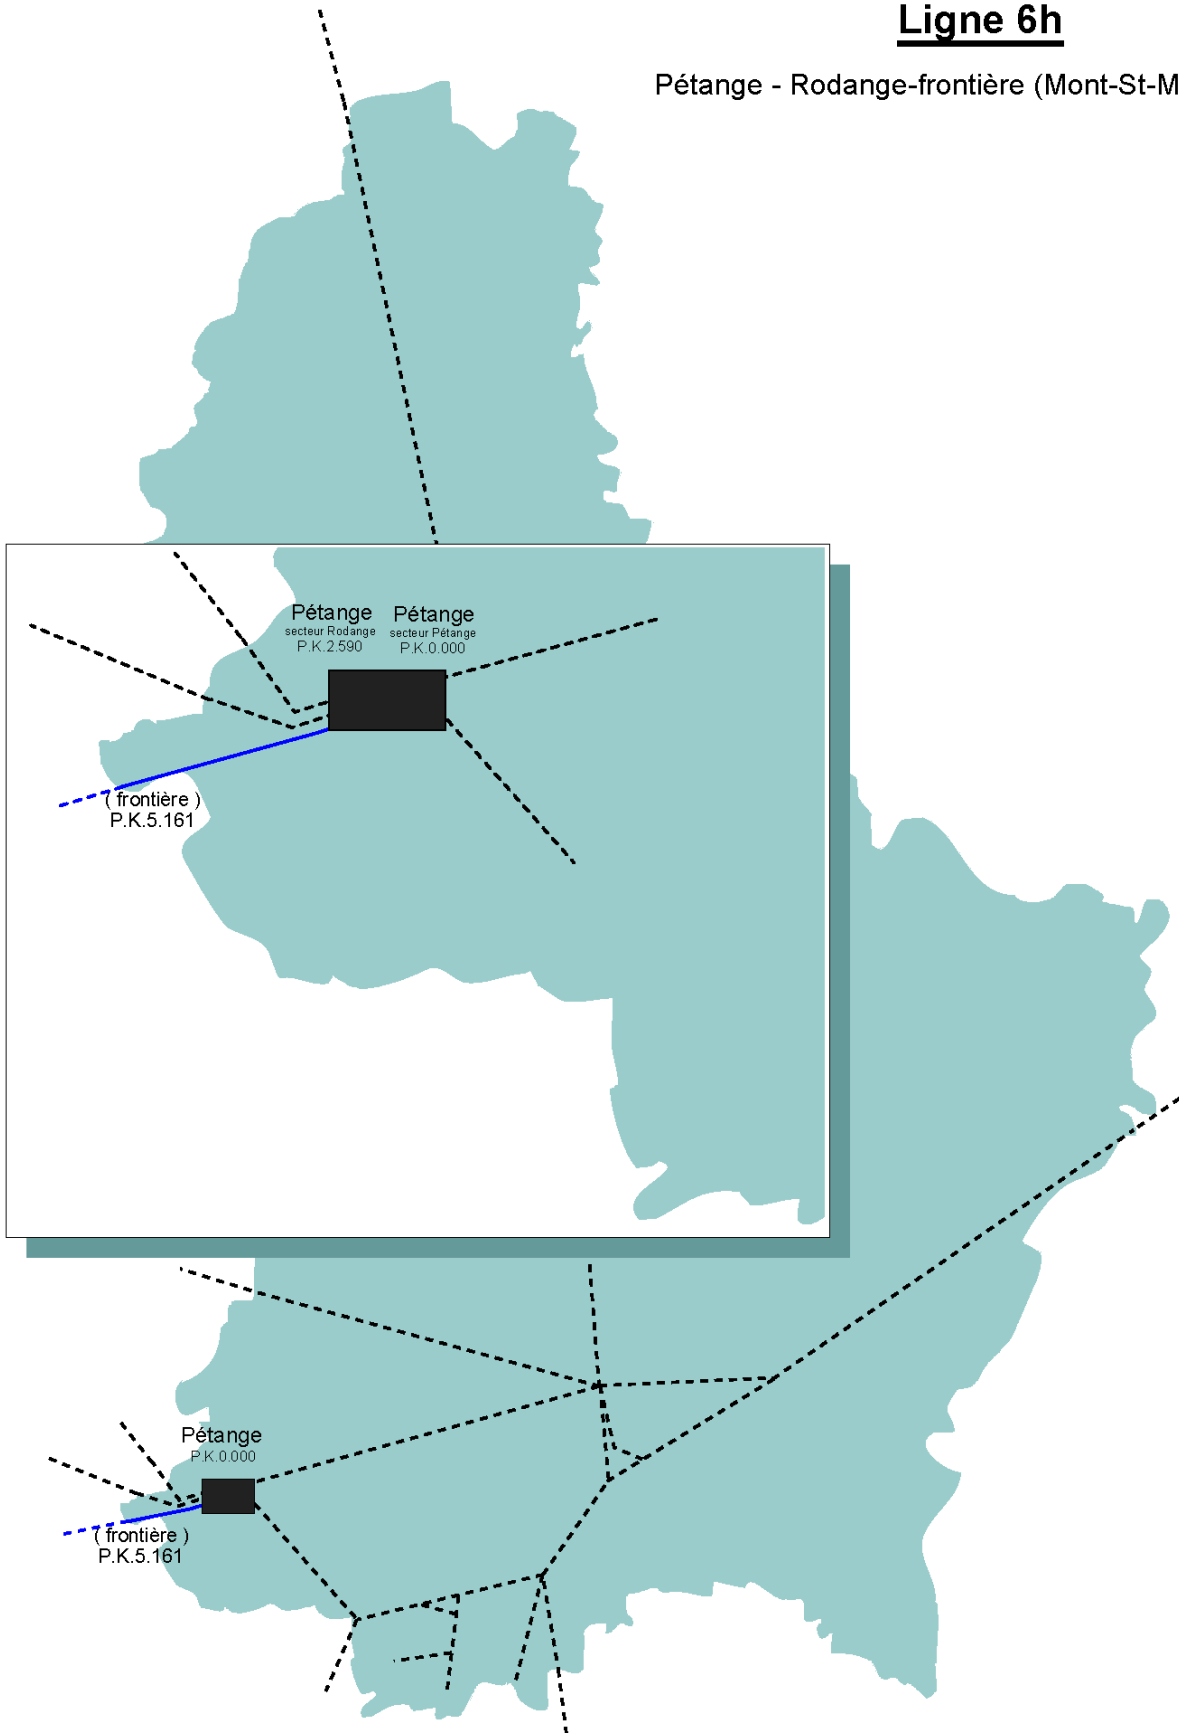 Ligne 6h
Pétange - Rodange-frontière (Mont-St-M
Pétange
secteur Rodange
P.K.2.590
Pétange
secteur Pétange
P.K.0.000
( frontière )
P.K.5.161
Pétange
P.K.0.000
( frontière )
P.K.5.161